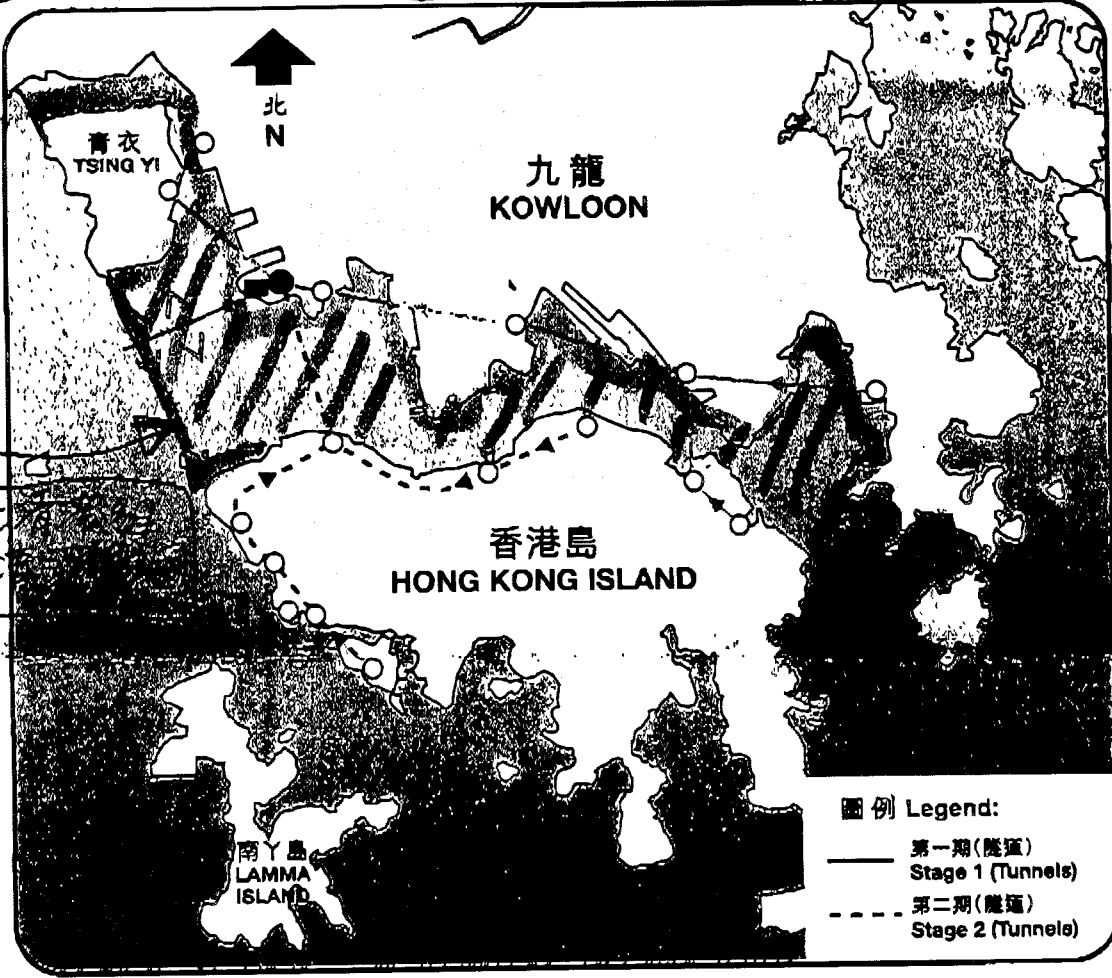 北
N
青衣
TSING YI
九龍
KOWLOON
香港島
HONG KONG ISLAND
南丫島
LAMMA
ISLAND
圖例 Legend:
第一期(隧道)
Stage 1 (Tunnels)
第二期(隧道)
Stage 2 (Tunnels)